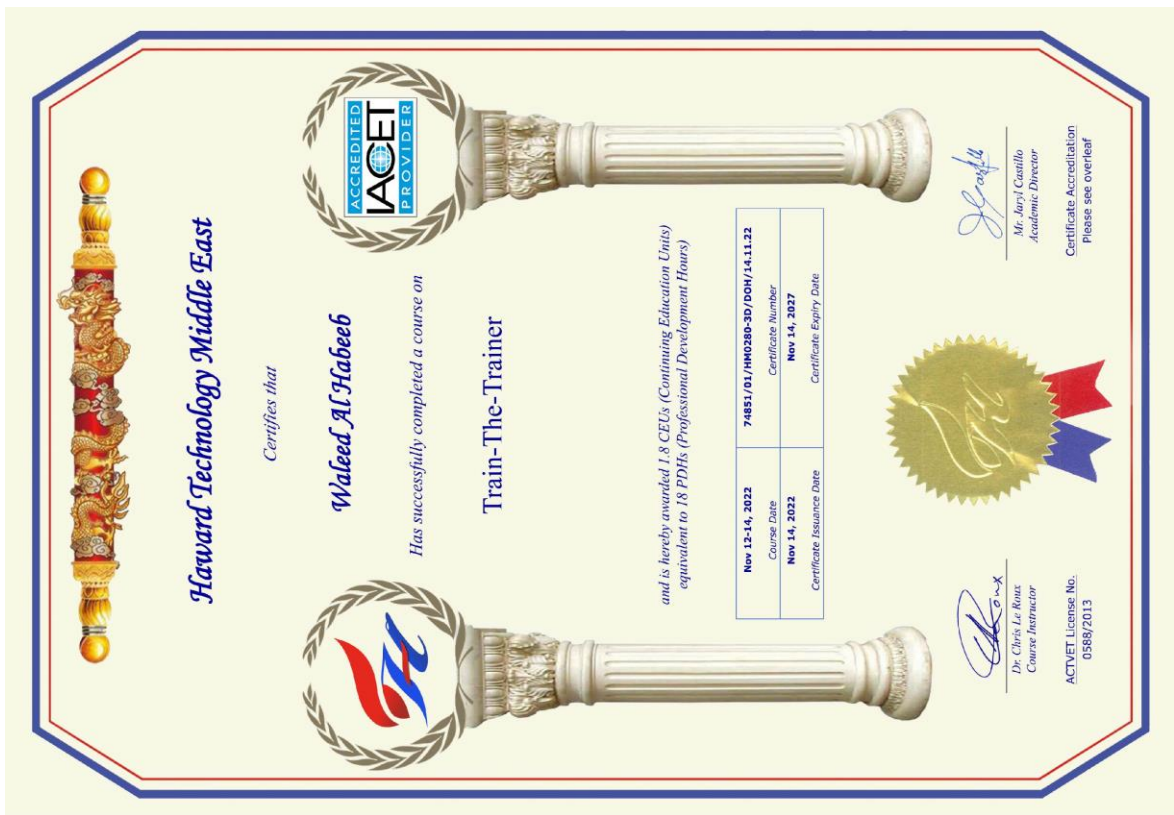 Haward Technology Middle East
Certifies that
Waleed Al Habeeb
ACCREDITED
IACET
PROVIDER
Has successfully completed a course on
Train-The-Trainer
and is hereby awarded 1.8 CEUs (Continuing Education Units)
equivalent to 18 PDHs (Professional Development Hours)
Nov 12-14, 2022 74851/01/HM0280-3D/DOH/14.11.22
Course Date Certificate Number
Nov 14, 2022 Nov 14, 2027
Certificate Issuance Date Certificate Expiry Date
Dr. Chris Le Roux
Course Instructor
Mr. Jaryl Castillo
Academic Director
ACTVET License No.
0588/2013
Certificate Accreditation
Please see overleaf